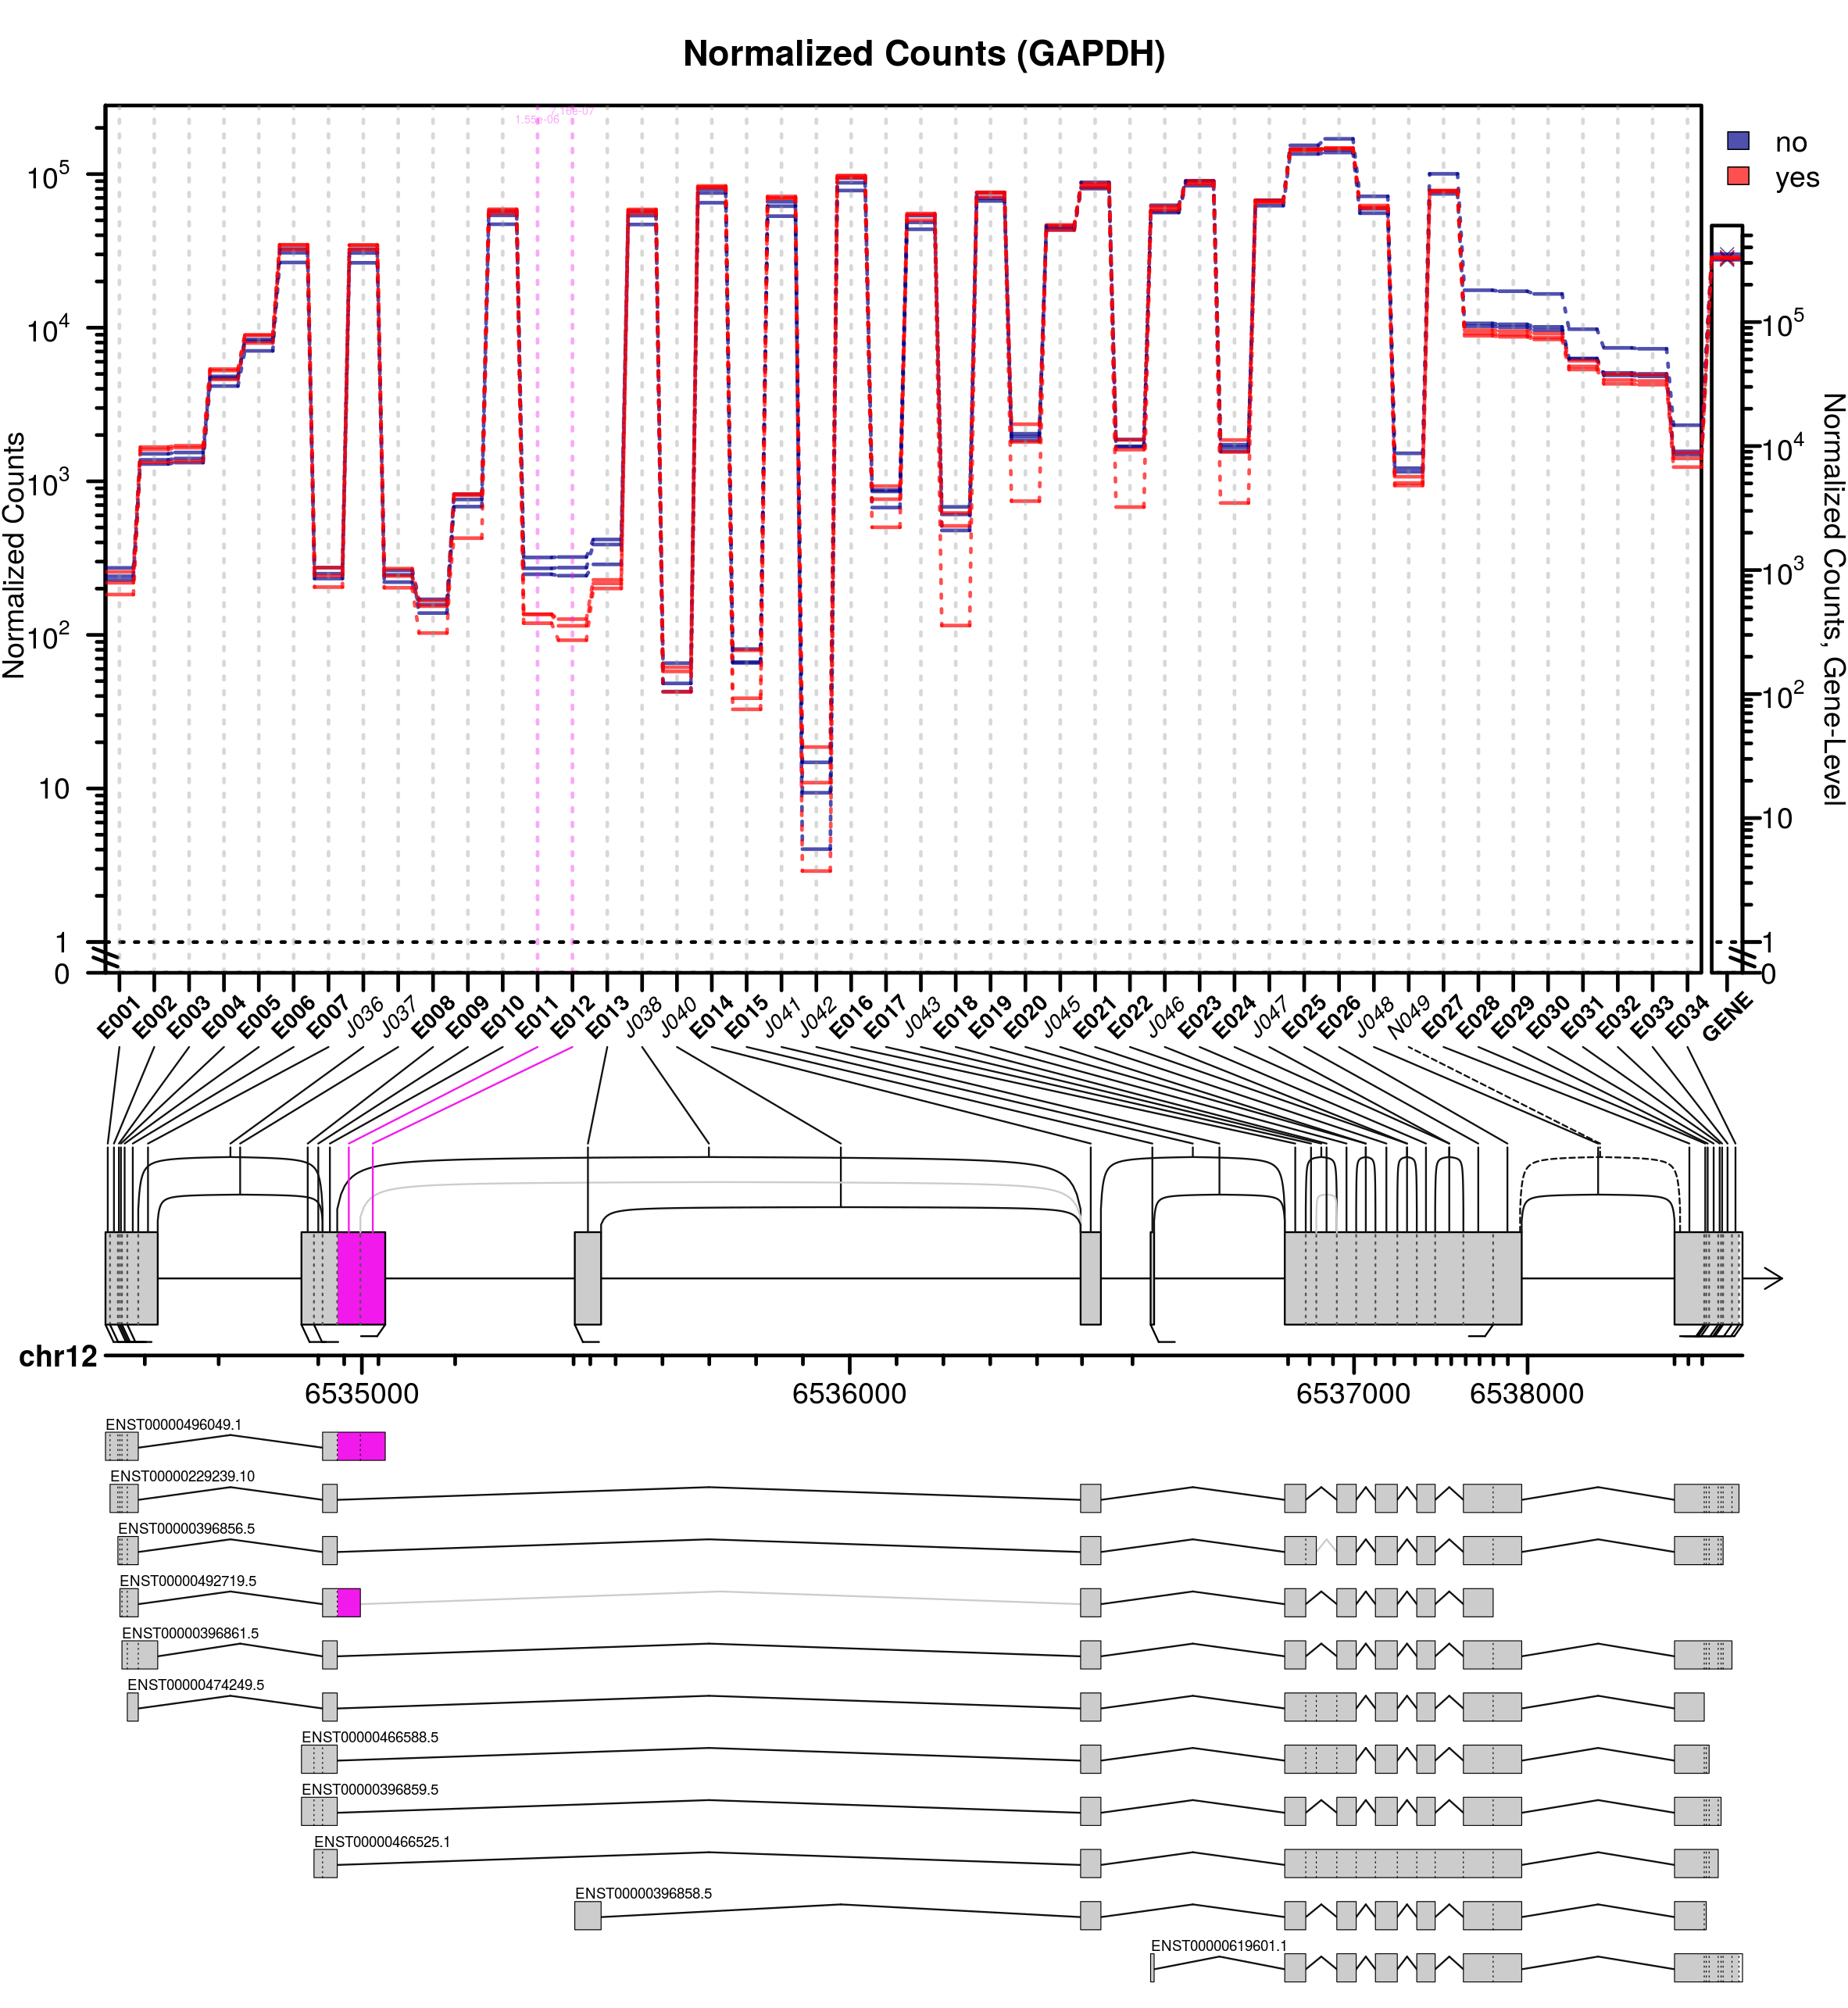 Normalized Counts (GAPDH)
1.55e-06
no
yes
Normalized Counts
10^5
10^4
10^3
10^2
10
1
0
Normalized Counts, Gene-Level
10^5
10^4
10^3
10^2
10
1
0
E001 E002 E003 E004 E005 E006 E007 J036 J037 E008 E009 E010 E011 E012 E013 J038 J040 E014 E015 J041 J042 E016 E017 J043 E018 E019 E020 J045 E021 E022 J046 E023 E024 J047 E025 E026 J048 N049 E027 E028 E029 E030 E031 E032 E033 E034 GENE
chr12
6535000 6536000 6537000 6538000
ENST00000496049.1
ENST00000229239.10
ENST00000396856.5
ENST00000492719.5
ENST00000396861.5
ENST00000474249.5
ENST00000466588.5
ENST00000396859.5
ENST00000466525.1
ENST00000396858.5
ENST00000619601.1